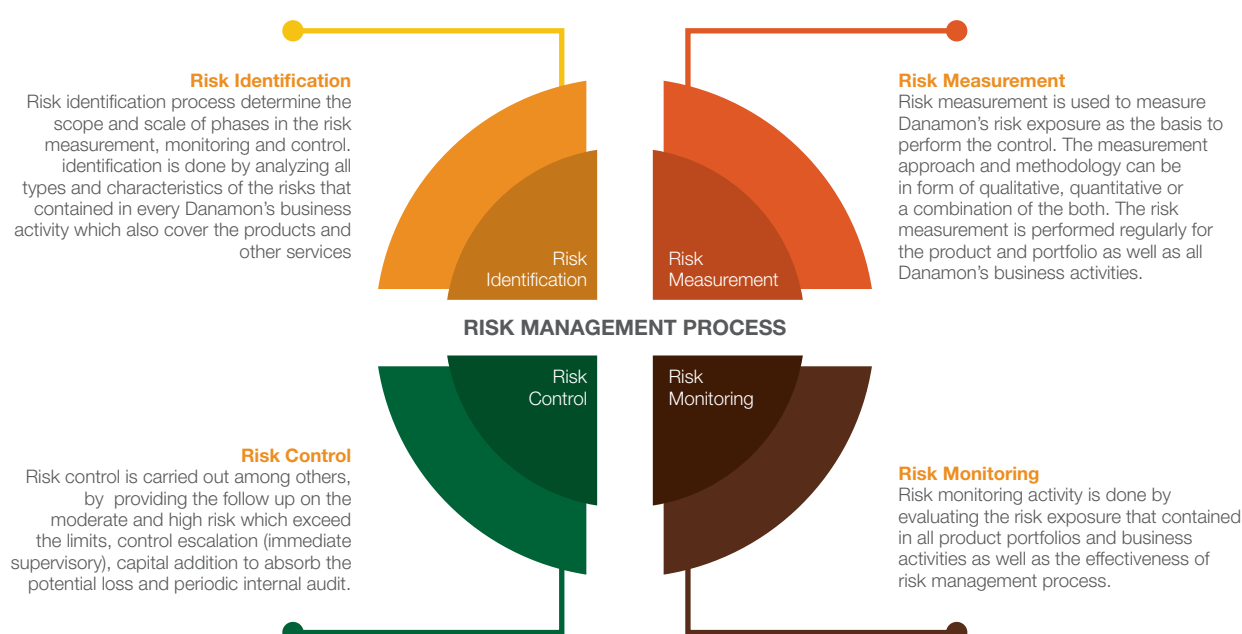 Risk Identification
Risk identification process determine the
scope and scale of phases in the risk
measurement, monitoring and control.
identification is done by analyzing all
types and characteristics of the risks that
contained in every Danamon's business
activity which also cover the products and
other services
Risk Measurement
Risk measurement is used to measure
Danamon's risk exposure as the basis to
perform the control. The measurement
approach and methodology can be
in form of qualitative, quantitative or
a combination of the both. The risk
measurement is performed regularly for
the product and portfolio as well as all
Danamon's business activities.
Risk
Identification
Risk
Measurement
RISK MANAGEMENT PROCESS
Risk
Control
Risk
Monitoring
Risk Control
Risk control is carried out among others,
by  providing the follow up on the
moderate and high risk which exceed
the limits, control escalation (immediate
supervisory), capital addition to absorb the
potential loss and periodic internal audit.
Risk Monitoring
Risk monitoring activity is done by
evaluating the risk exposure that contained
in all product portfolios and business
activities as well as the effectiveness of
risk management process.